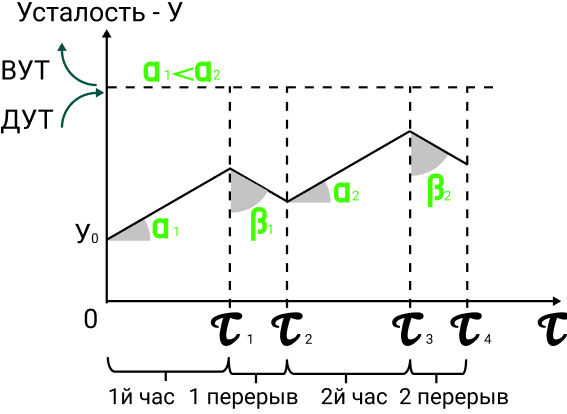 Усталость - У
ВУТ
α₁<α₂
ДУТ
α₁
β₁
α₂
β₂
У₀
0
τ₁
τ₂
τ₃
τ₄
τ
1й час
1 перерыв
2й час
2 перерыв